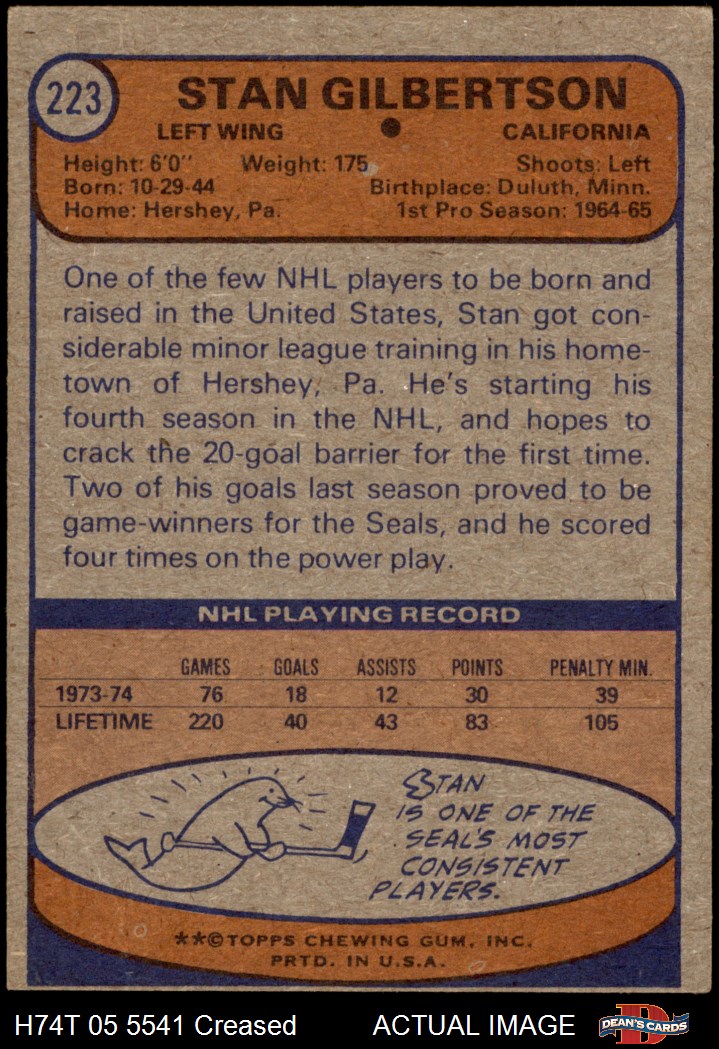 223
STAN GILBERTSON
LEFT WING ● CALIFORNIA
Height: 6'0" Weight: 175 Shoots: Left
Born: 10-29-44 Birthplace: Duluth, Minn.
Home: Hershey, Pa. 1st Pro Season: 1964-65
One of the few NHL players to be born and
raised in the United States, Stan got con-
siderable minor league training in his home-
town of Hershey, Pa. He's starting his
fourth season in the NHL, and hopes to
crack the 20-goal barrier for the first time.
Two of his goals last season proved to be
game-winners for the Seals, and he scored
four times on the power play.
NHL PLAYING RECORD
GAMES GOALS ASSISTS POINTS PENALTY MIN.
1973-74 76 18 12 30 39
LIFETIME 220 40 43 83 105
STAN
IS ONE OF THE
SEAL'S MOST
CONSISTENT
PLAYERS.
**©TOPPS CHEWING GUM, INC.
PRTD. IN U.S.A.
H74T 05 5541 Creased ACTUAL IMAGE D DEAN'S CARDS